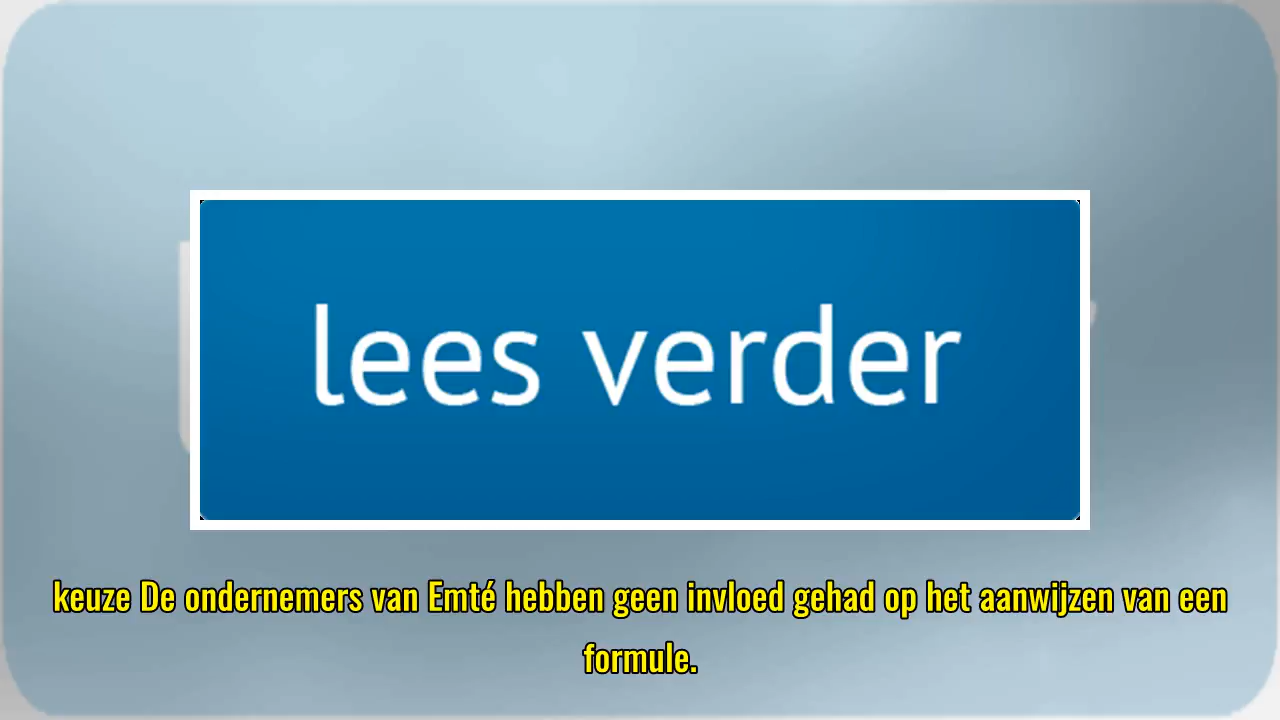 lees verder
keuze De ondernemers van Emté hebben geen invloed gehad op het aanwijzen van een
formule.